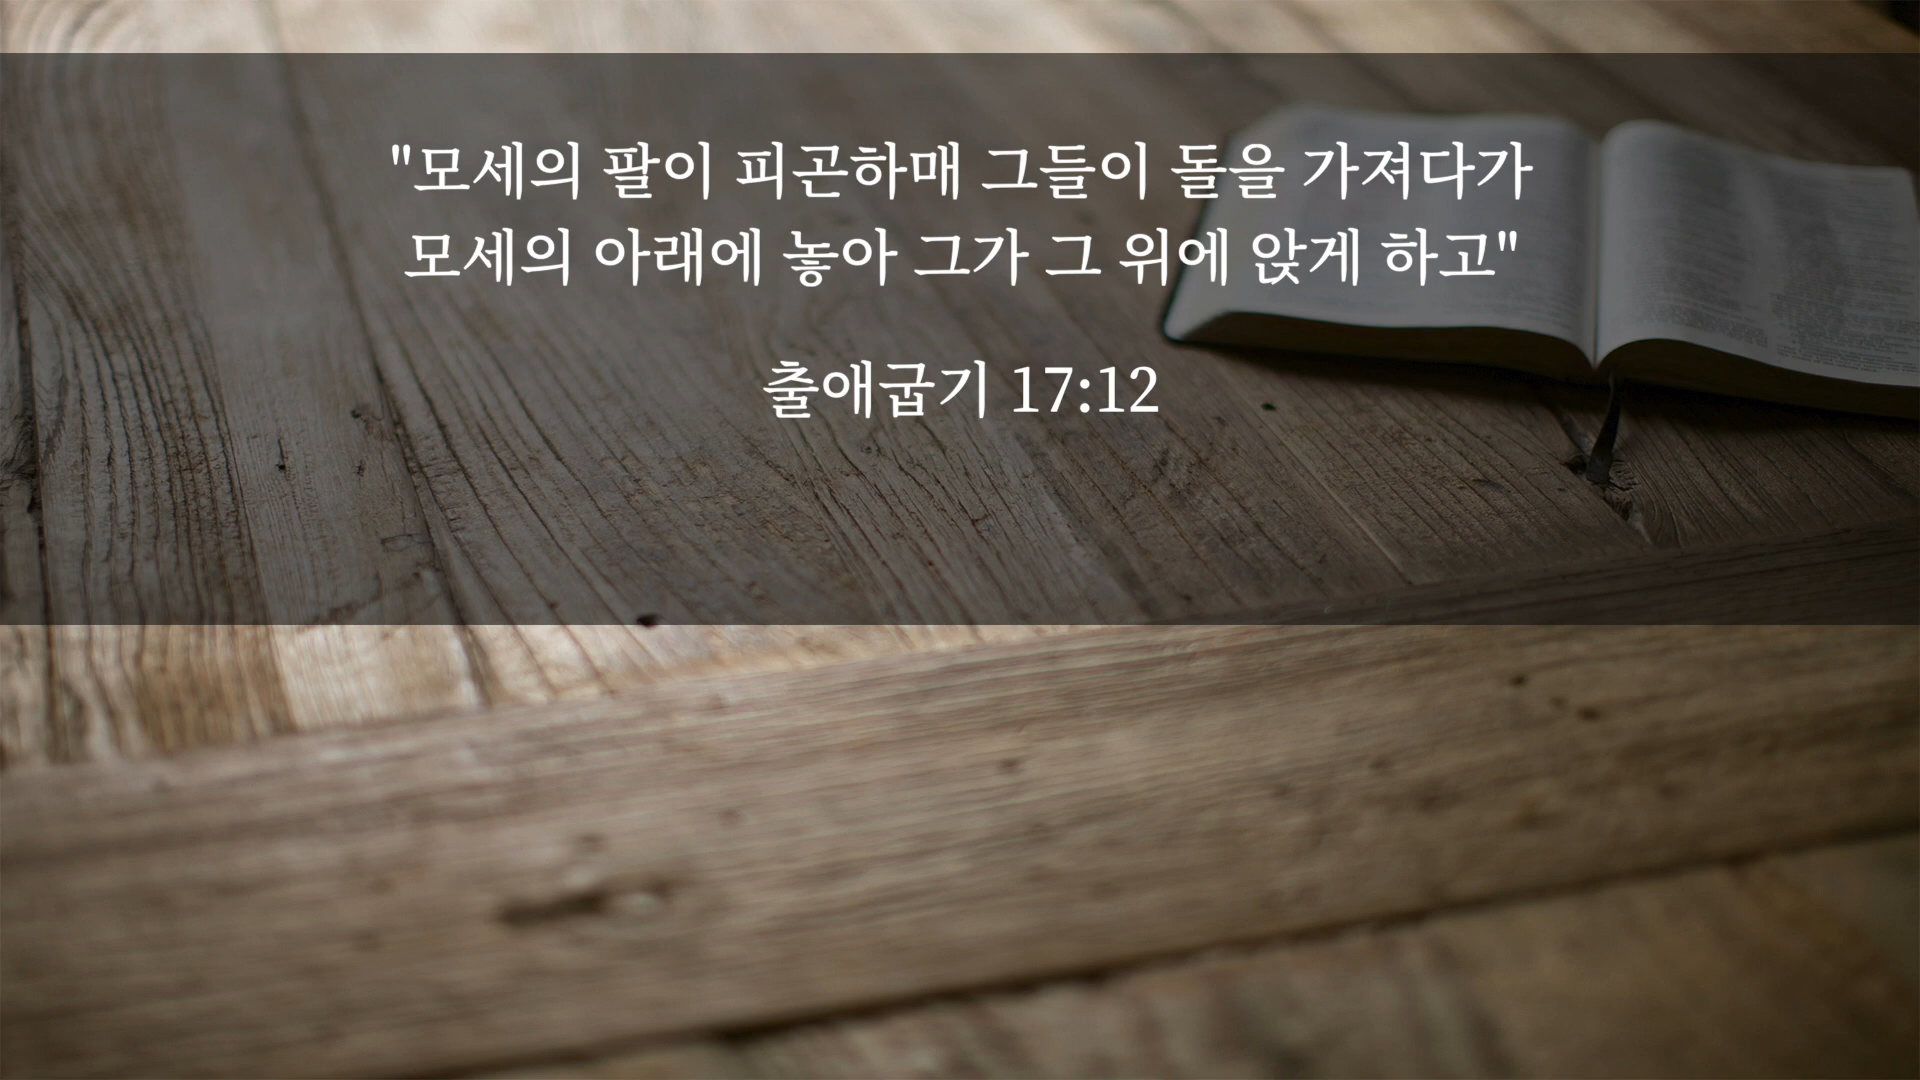 "모세의 팔이 피곤하매 그들이 돌을 가져다가
모세의 아래에 놓아 그가 그 위에 앉게 하고"
출애굽기 17:12